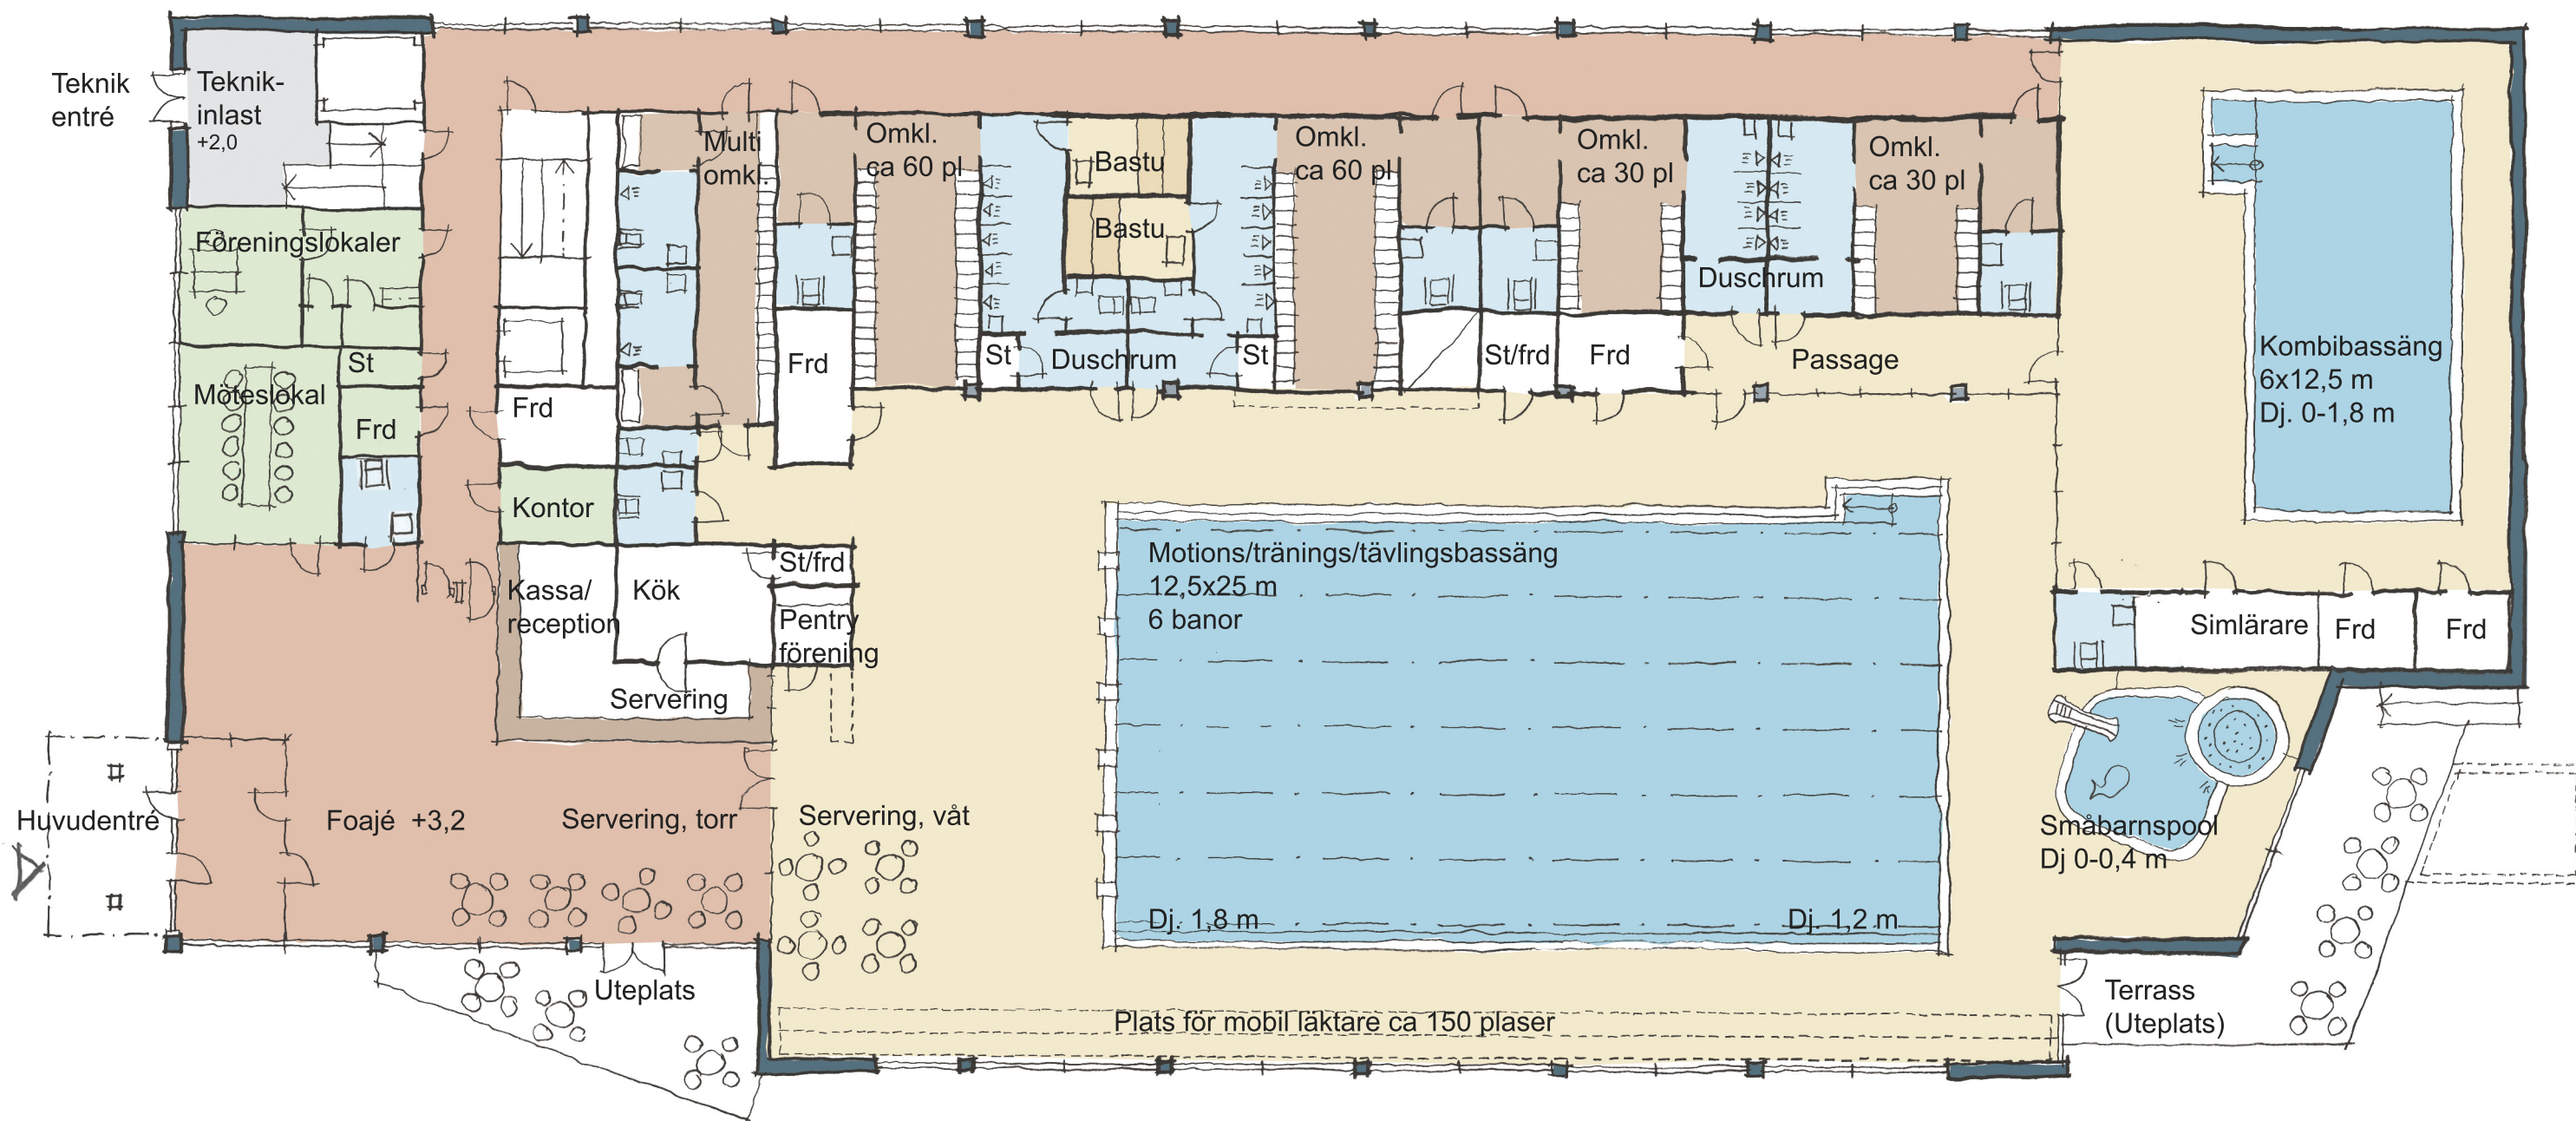 Teknik
entré
Teknik-
inlast
+2,0
Föreningslokaler
St
Möteslokal
Frd
Multi
omkl.
Omkl.
ca 60 pl
Bastu
Bastu
Omkl.
ca 60 pl
Omkl.
ca 30 pl
Omkl.
ca 30 pl
Duschrum
Frd
Frd
St
Duschrum
St
St/frd
Frd
Passage
Kontor
Kombibassäng
6x12,5 m
Dj. 0-1,8 m
Kassa/
reception
Kök
St/frd
Pentry
förening
Servering
Motions/tränings/tävlingsbassäng
12,5x25 m
6 banor
Simlärare
Frd
Frd
Huvudentré
Foajé +3,2
Servering, torr
Servering, våt
Småbarnspool
Dj 0-0,4 m
Dj. 1,8 m
Dj. 1,2 m
Uteplats
Plats för mobil läktare ca 150 plaser
Terrass
(Uteplats)